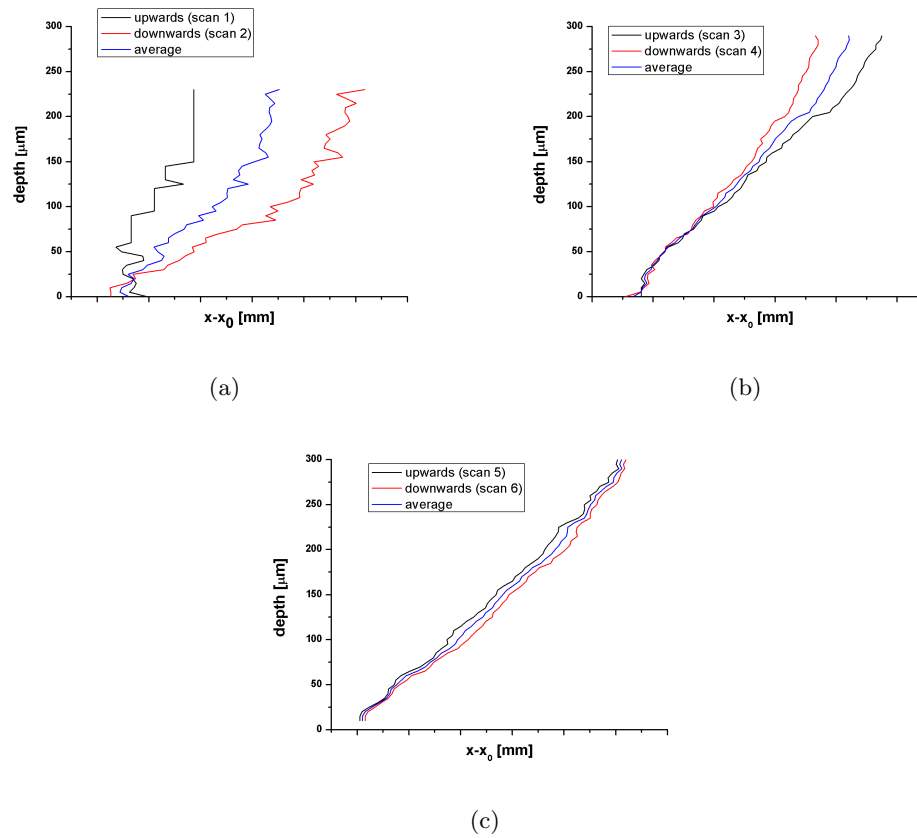 upwards (scan 1)
downwards (scan 2)
average
300
250
200
150
100
50
0
depth [μm]
x-x0 [mm]
(a)
upwards (scan 3)
downwards (scan 4)
average
300
250
200
150
100
50
0
depth [μm]
x-x0 [mm]
(b)
upwards (scan 5)
downwards (scan 6)
average
300
250
200
150
100
50
0
depth [μm]
x-x0 [mm]
(c)